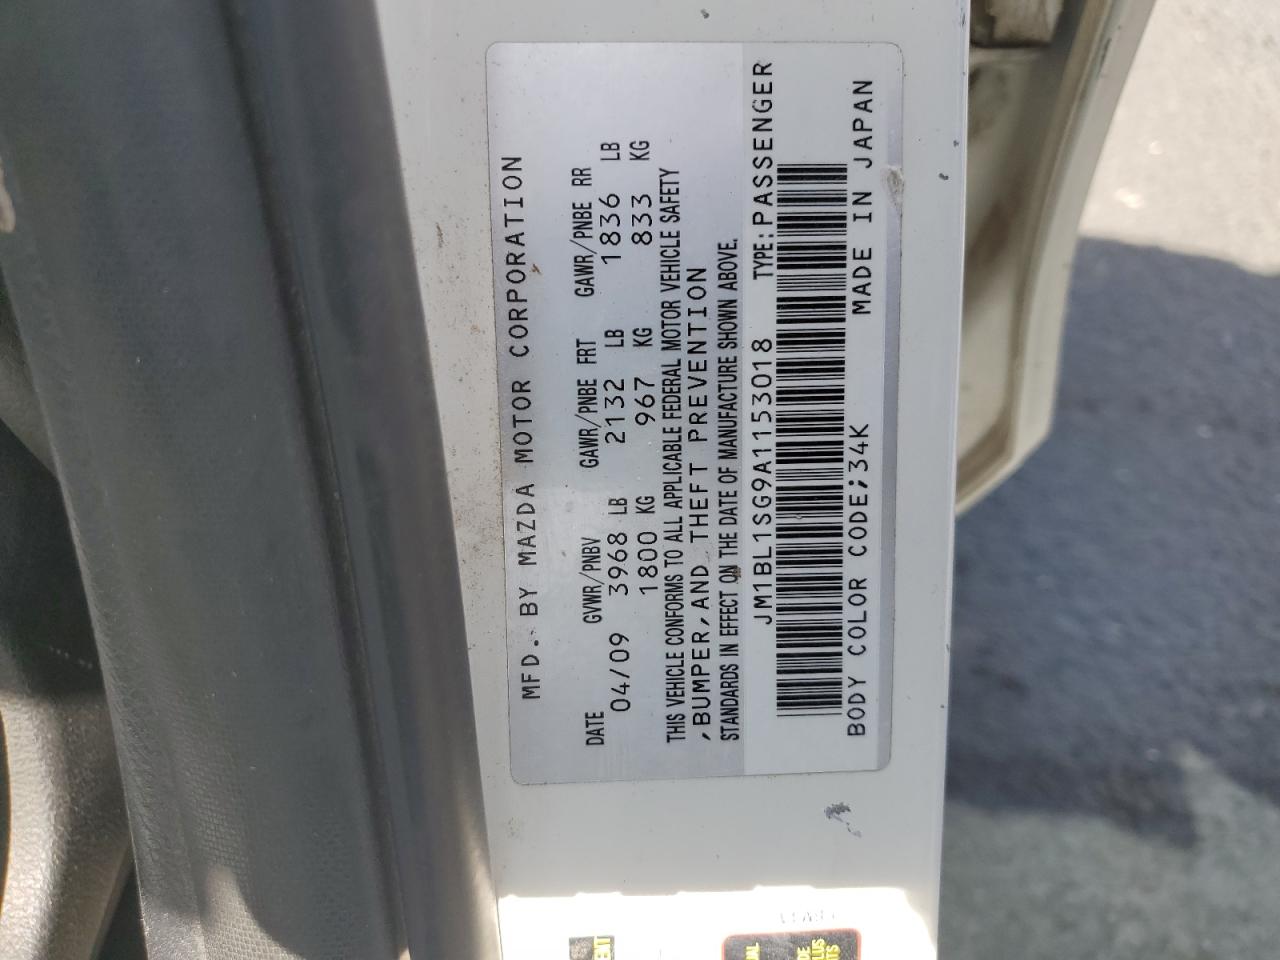 MFD. BY MAZDA MOTOR CORPORATION
DATE GVWR/PNBV GAWR/PNBE FRT GAWR/PNBE RR
04/09 3968 LB 2132 LB 1836 LB
1800 KG 967 KG 833 KG
THIS VEHICLE CONFORMS TO ALL APPLICABLE FEDERAL MOTOR VEHICLE SAFETY
,BUMPER,AND THEFT PREVENTION
STANDARDS IN EFFECT ON THE DATE OF MANUFACTURE SHOWN ABOVE.
JM1BL1SG9A1153018 TYPE:PASSENGER
BODY COLOR CODE;34K MADE IN JAPAN